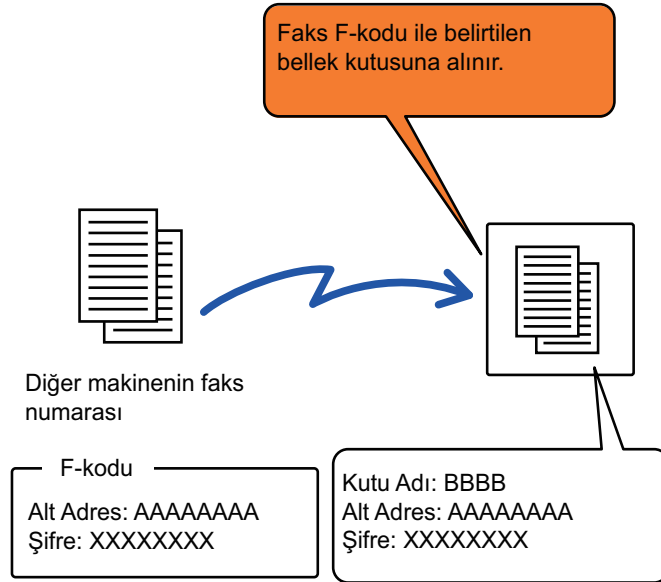 Faks F-kodu ile belirtilen
bellek kutusuna alınır.
Diğer makinenin faks
numarası
F-kodu
Alt Adres: AAAAAAAA
Şifre: XXXXXXXX
Kutu Adı: BBBB
Alt Adres: AAAAAAAA
Şifre: XXXXXXXX